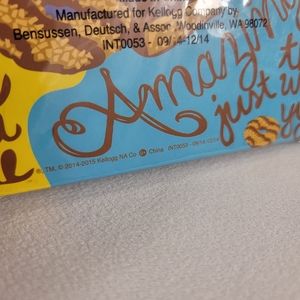 Manufactured for Kellogg Company by:
Bensussen, Deutsch, & Assoc. Woodinville, WA 98072
INT0053 - 09/14-12/14
Amaz
just w
TM, © 2014-2015 Kellogg NA Co China INT0053 - 09/14-12/14